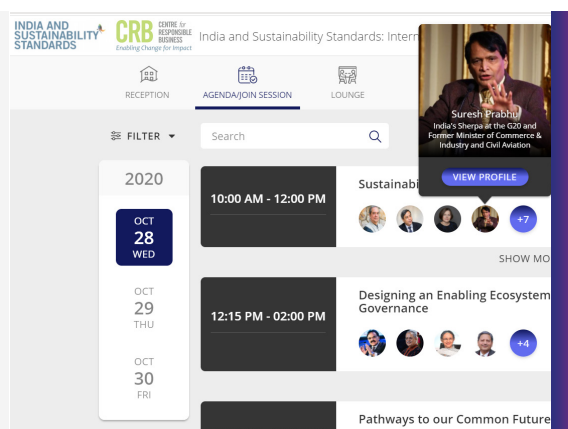 INDIA AND
SUSTAINABILITY
STANDARDS
CRB
CENTRE for
RESPONSIBLE
BUSINESS
Enabling Change for Impact
India and Sustainability Standards: Intern
RECEPTION
AGENDA/JOIN SESSION
LOUNGE
Suresh Prabhu
India's Sherpa at the G20 and
Former Minister of Commerce &
Industry and Civil Aviation
VIEW PROFILE
FILTER
Search
2020
OCT
28
WED
OCT
29
THU
OCT
30
FRI
10:00 AM - 12:00 PM
Sustainabi
+7
SHOW MO
12:15 PM - 02:00 PM
Designing an Enabling Ecosystem
Governance
+4
Pathways to our Common Future